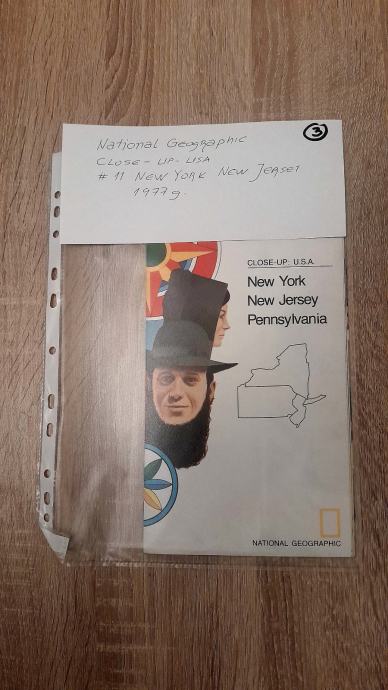 3
National Geographic
CLOSE-UP-USA
# 11 NEW YORK NEW JERSEY
1977 g.
CLOSE-UP: U.S.A.
New York
New Jersey
Pennsylvania
NATIONAL GEOGRAPHIC